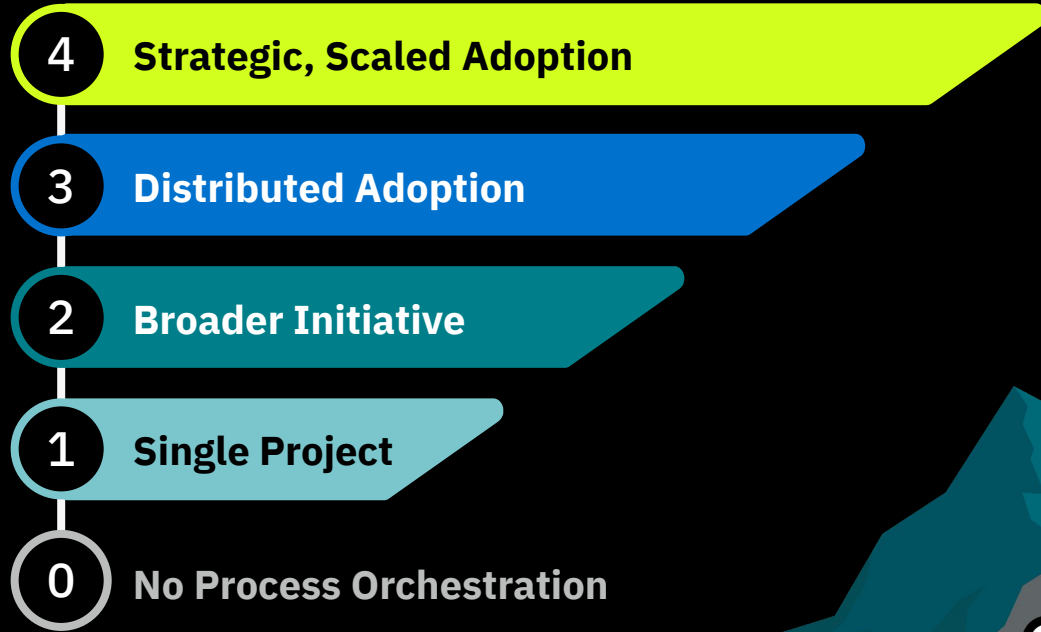 4 Strategic, Scaled Adoption
3 Distributed Adoption
2 Broader Initiative
1 Single Project
0 No Process Orchestration